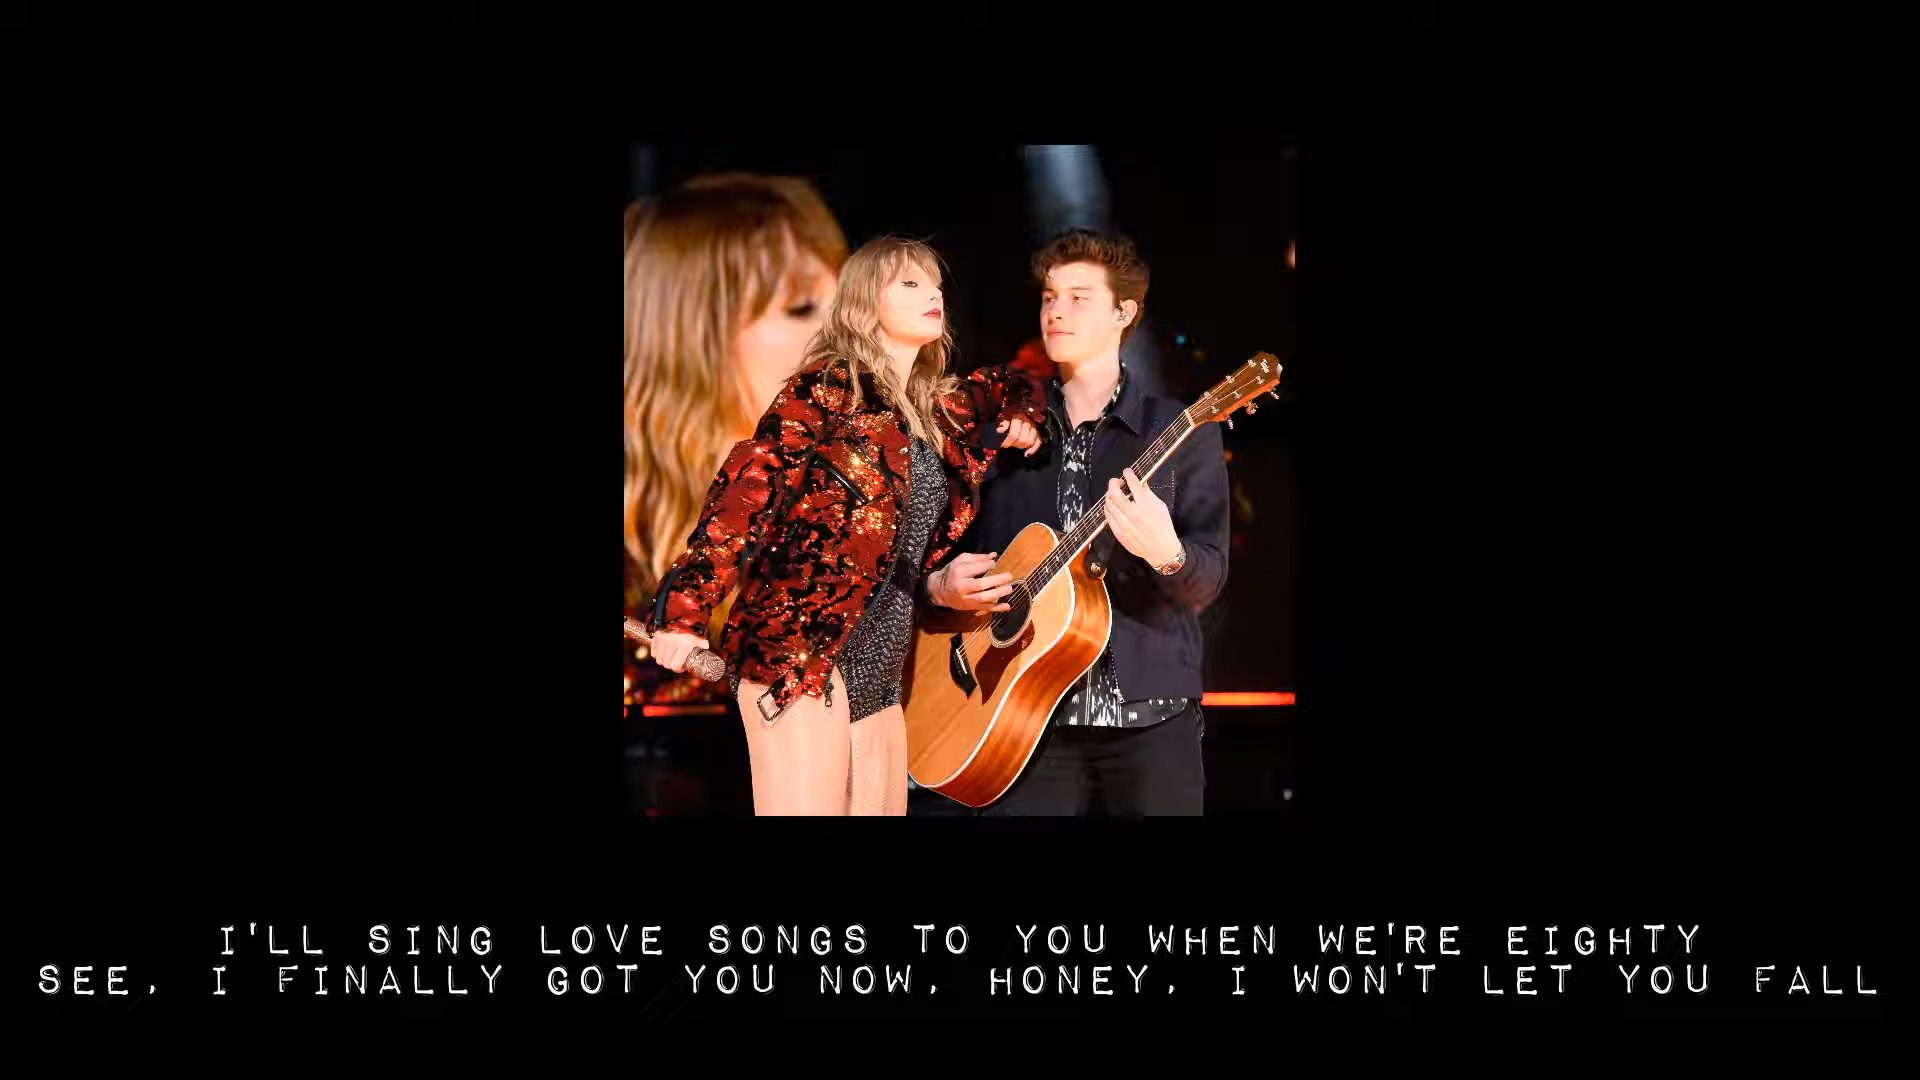 I'LL SING LOVE SONGS TO YOU WHEN WE'RE EIGHTY
SEE, I FINALLY GOT YOU NOW, HONEY, I WON'T LET YOU FALL